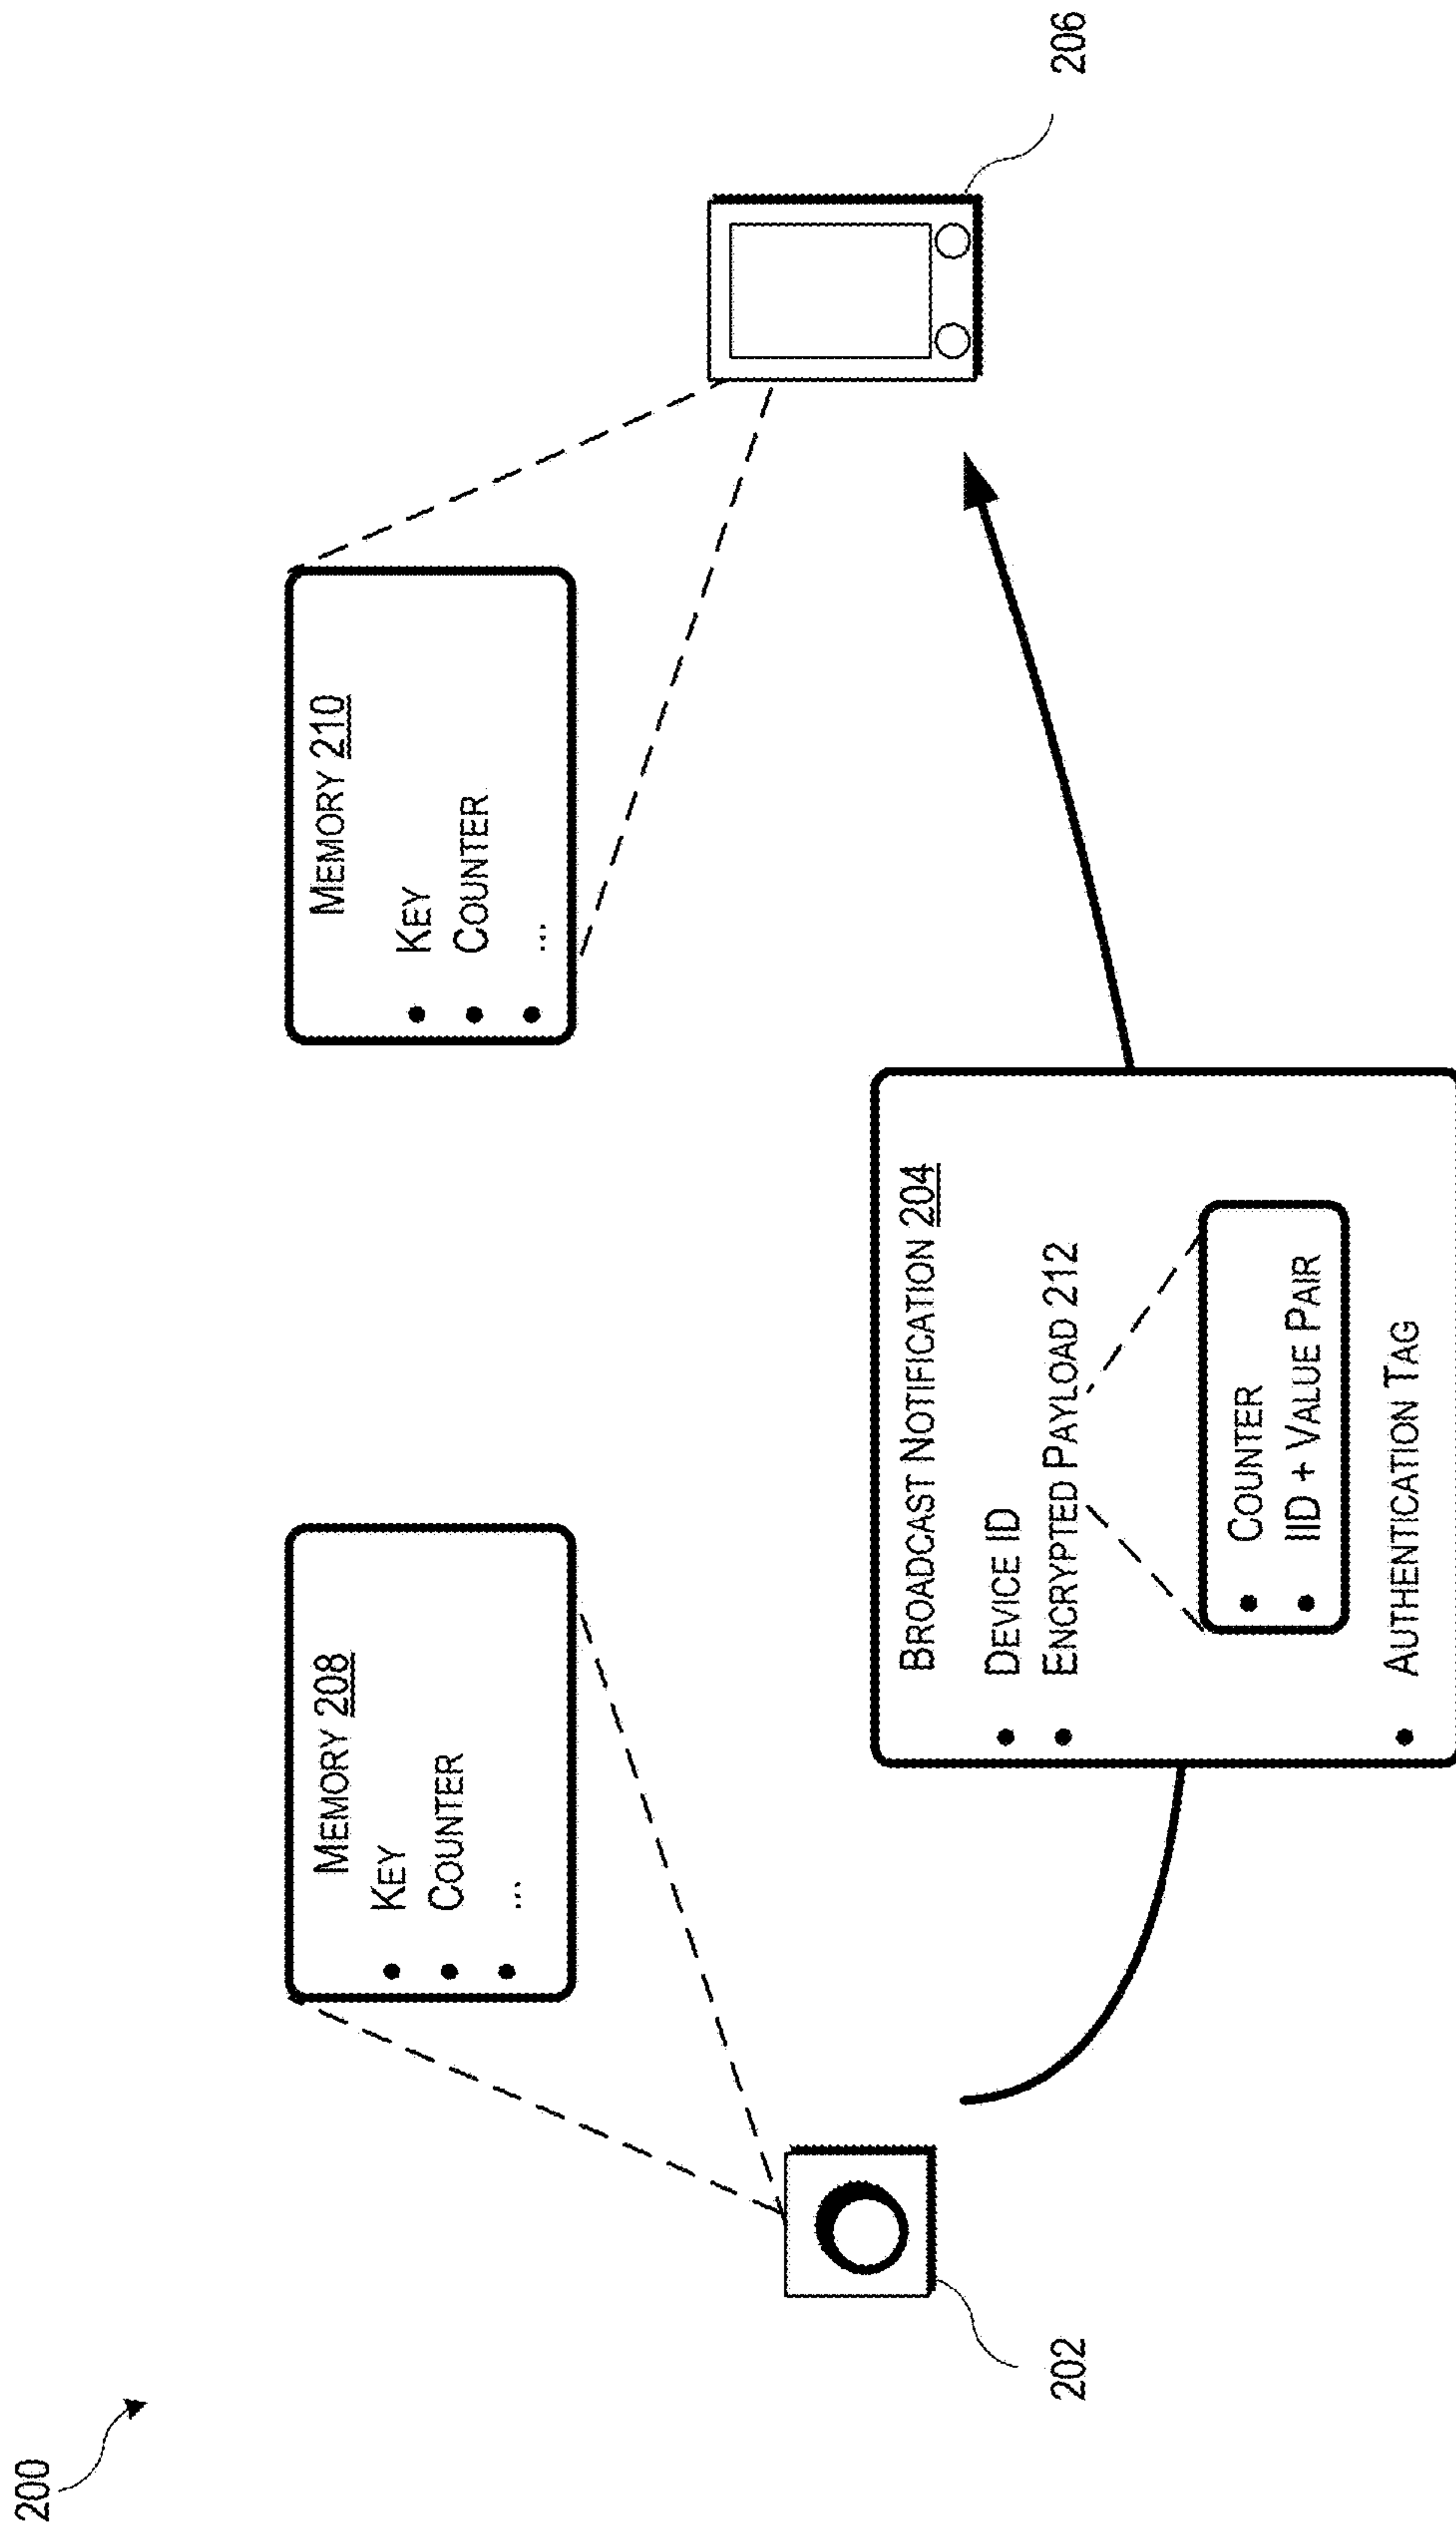 200
MEMORY 208
• KEY
• COUNTER
• ...
MEMORY 210
• KEY
• COUNTER
• ...
202
206
BROADCAST NOTIFICATION 204
• DEVICE ID
• ENCRYPTED PAYLOAD 212
• COUNTER
• IID + VALUE PAIR
• AUTHENTICATION TAG